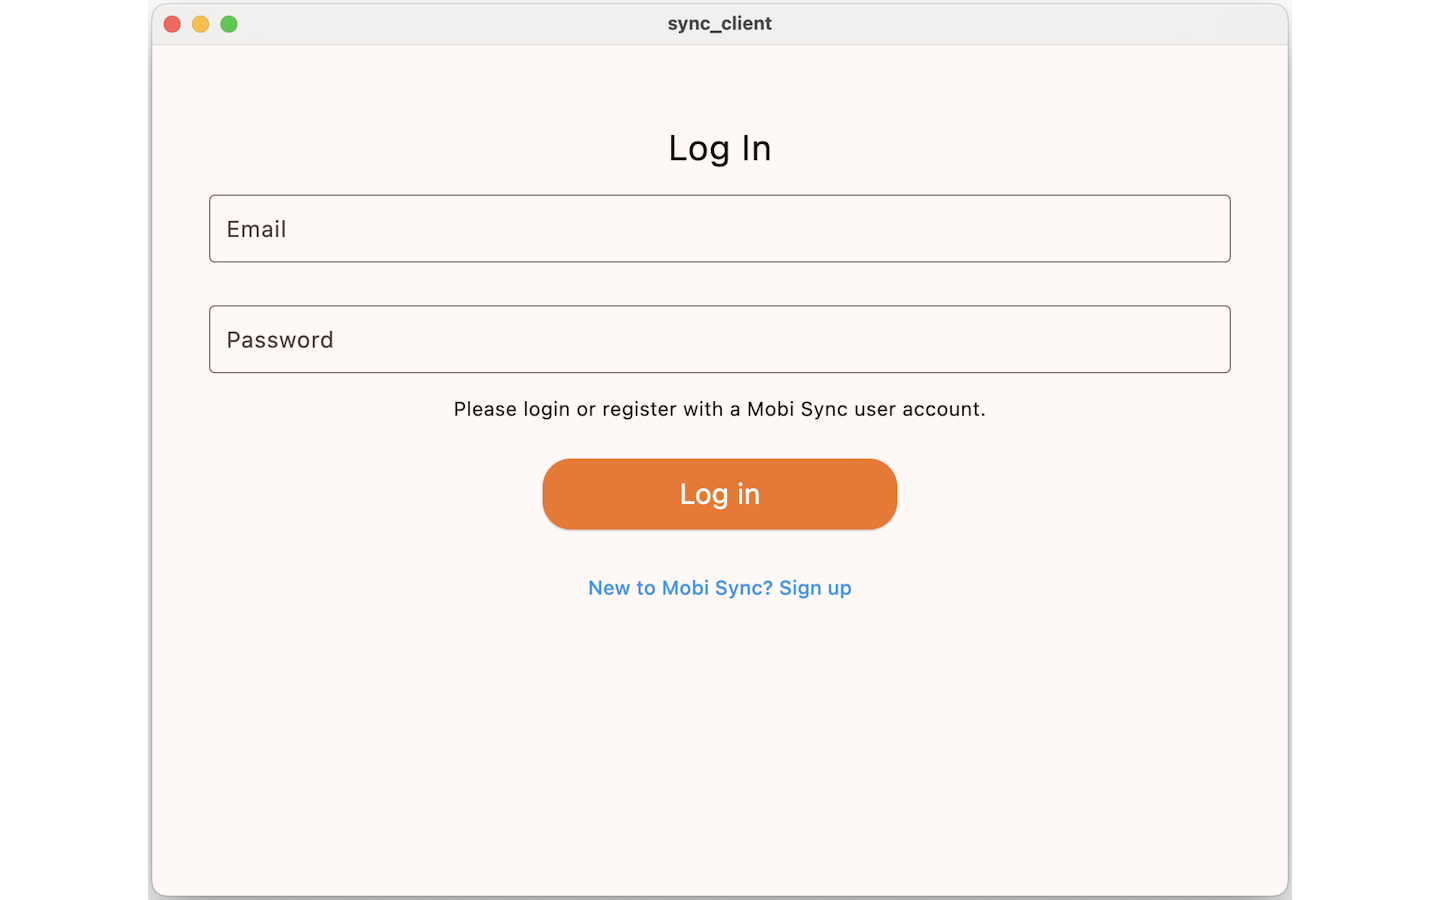 sync_client
Log In
Email
Password
Please login or register with a Mobi Sync user account.
Log in
New to Mobi Sync? Sign up